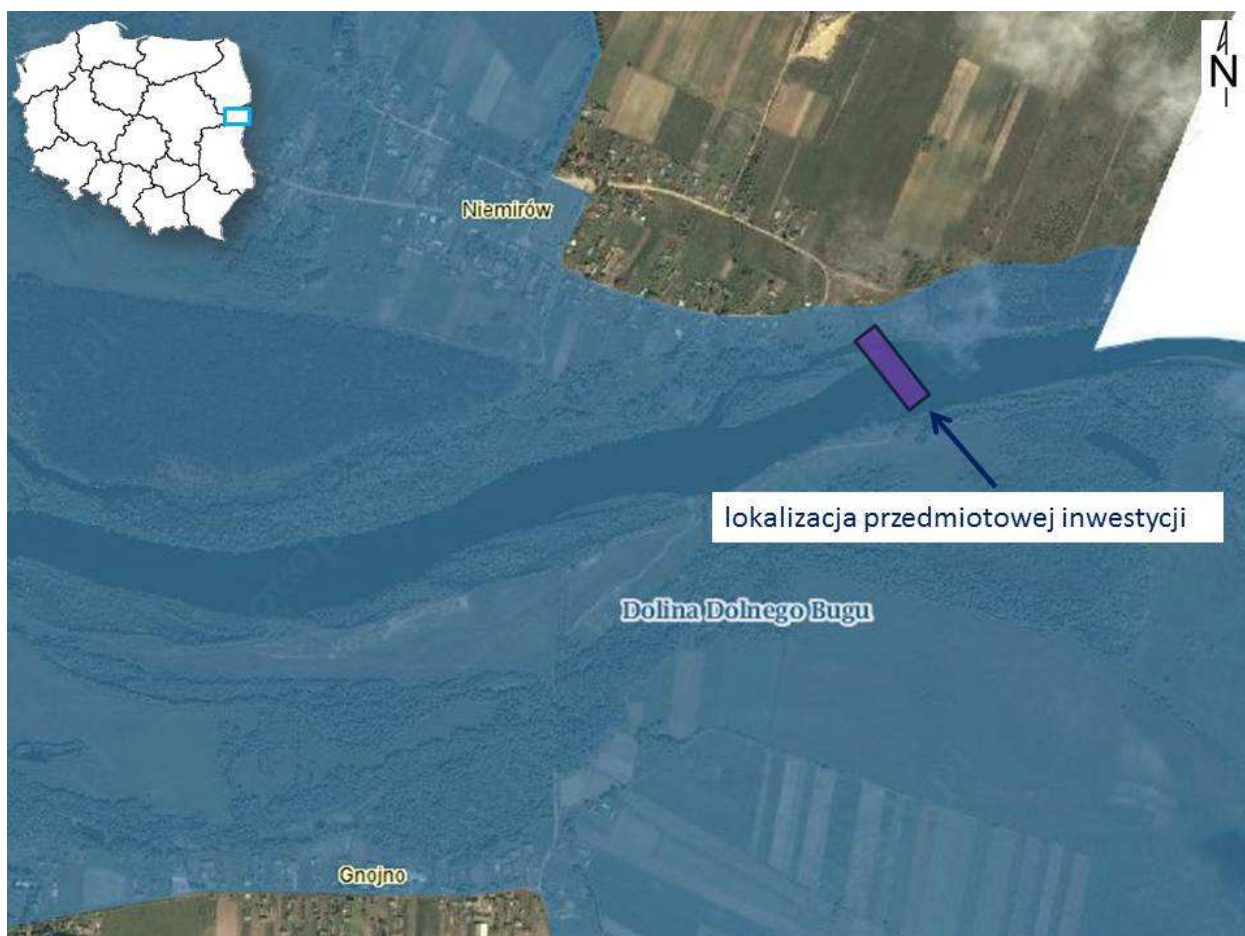 N
Niemirów
lokalizacja przedmiotowej inwestycji
Dolina Dolnego Bugu
Gnojno